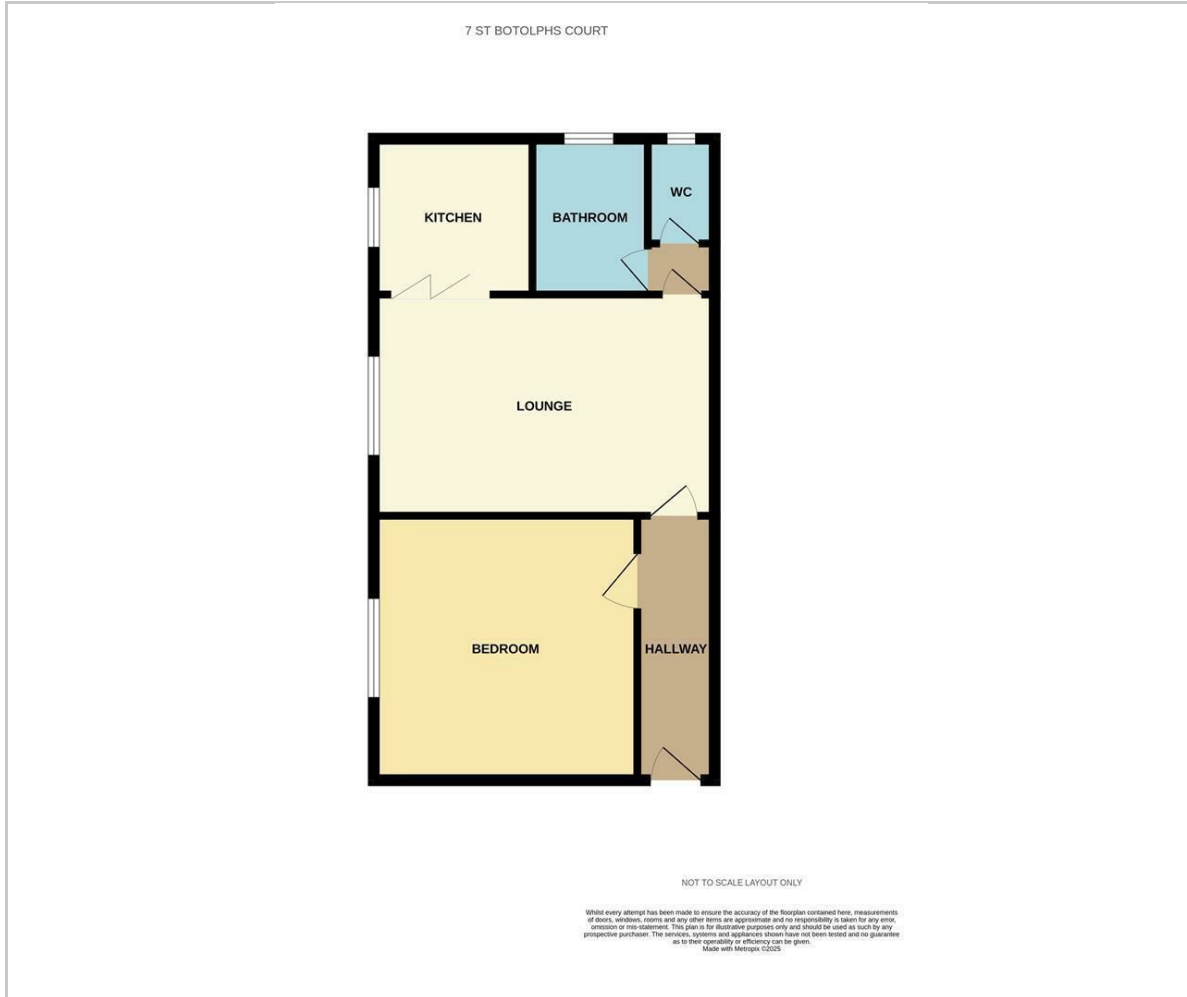 7 ST BOTOLPHS COURT
KITCHEN
BATHROOM
WC
LOUNGE
BEDROOM
HALLWAY
NOT TO SCALE LAYOUT ONLY
Whilst every attempt has been made to ensure the accuracy of the floorplan contained here, measurements
of doors, windows, rooms and any other items are approximate and no responsibility is taken for any error,
omission or mis-statement. This plan is for illustrative purposes only and should be used as such by any
prospective purchaser. The services, systems and appliances shown have not been tested and no guarantee
as to their operability or efficiency can be given.
Made with Metropix ©2025